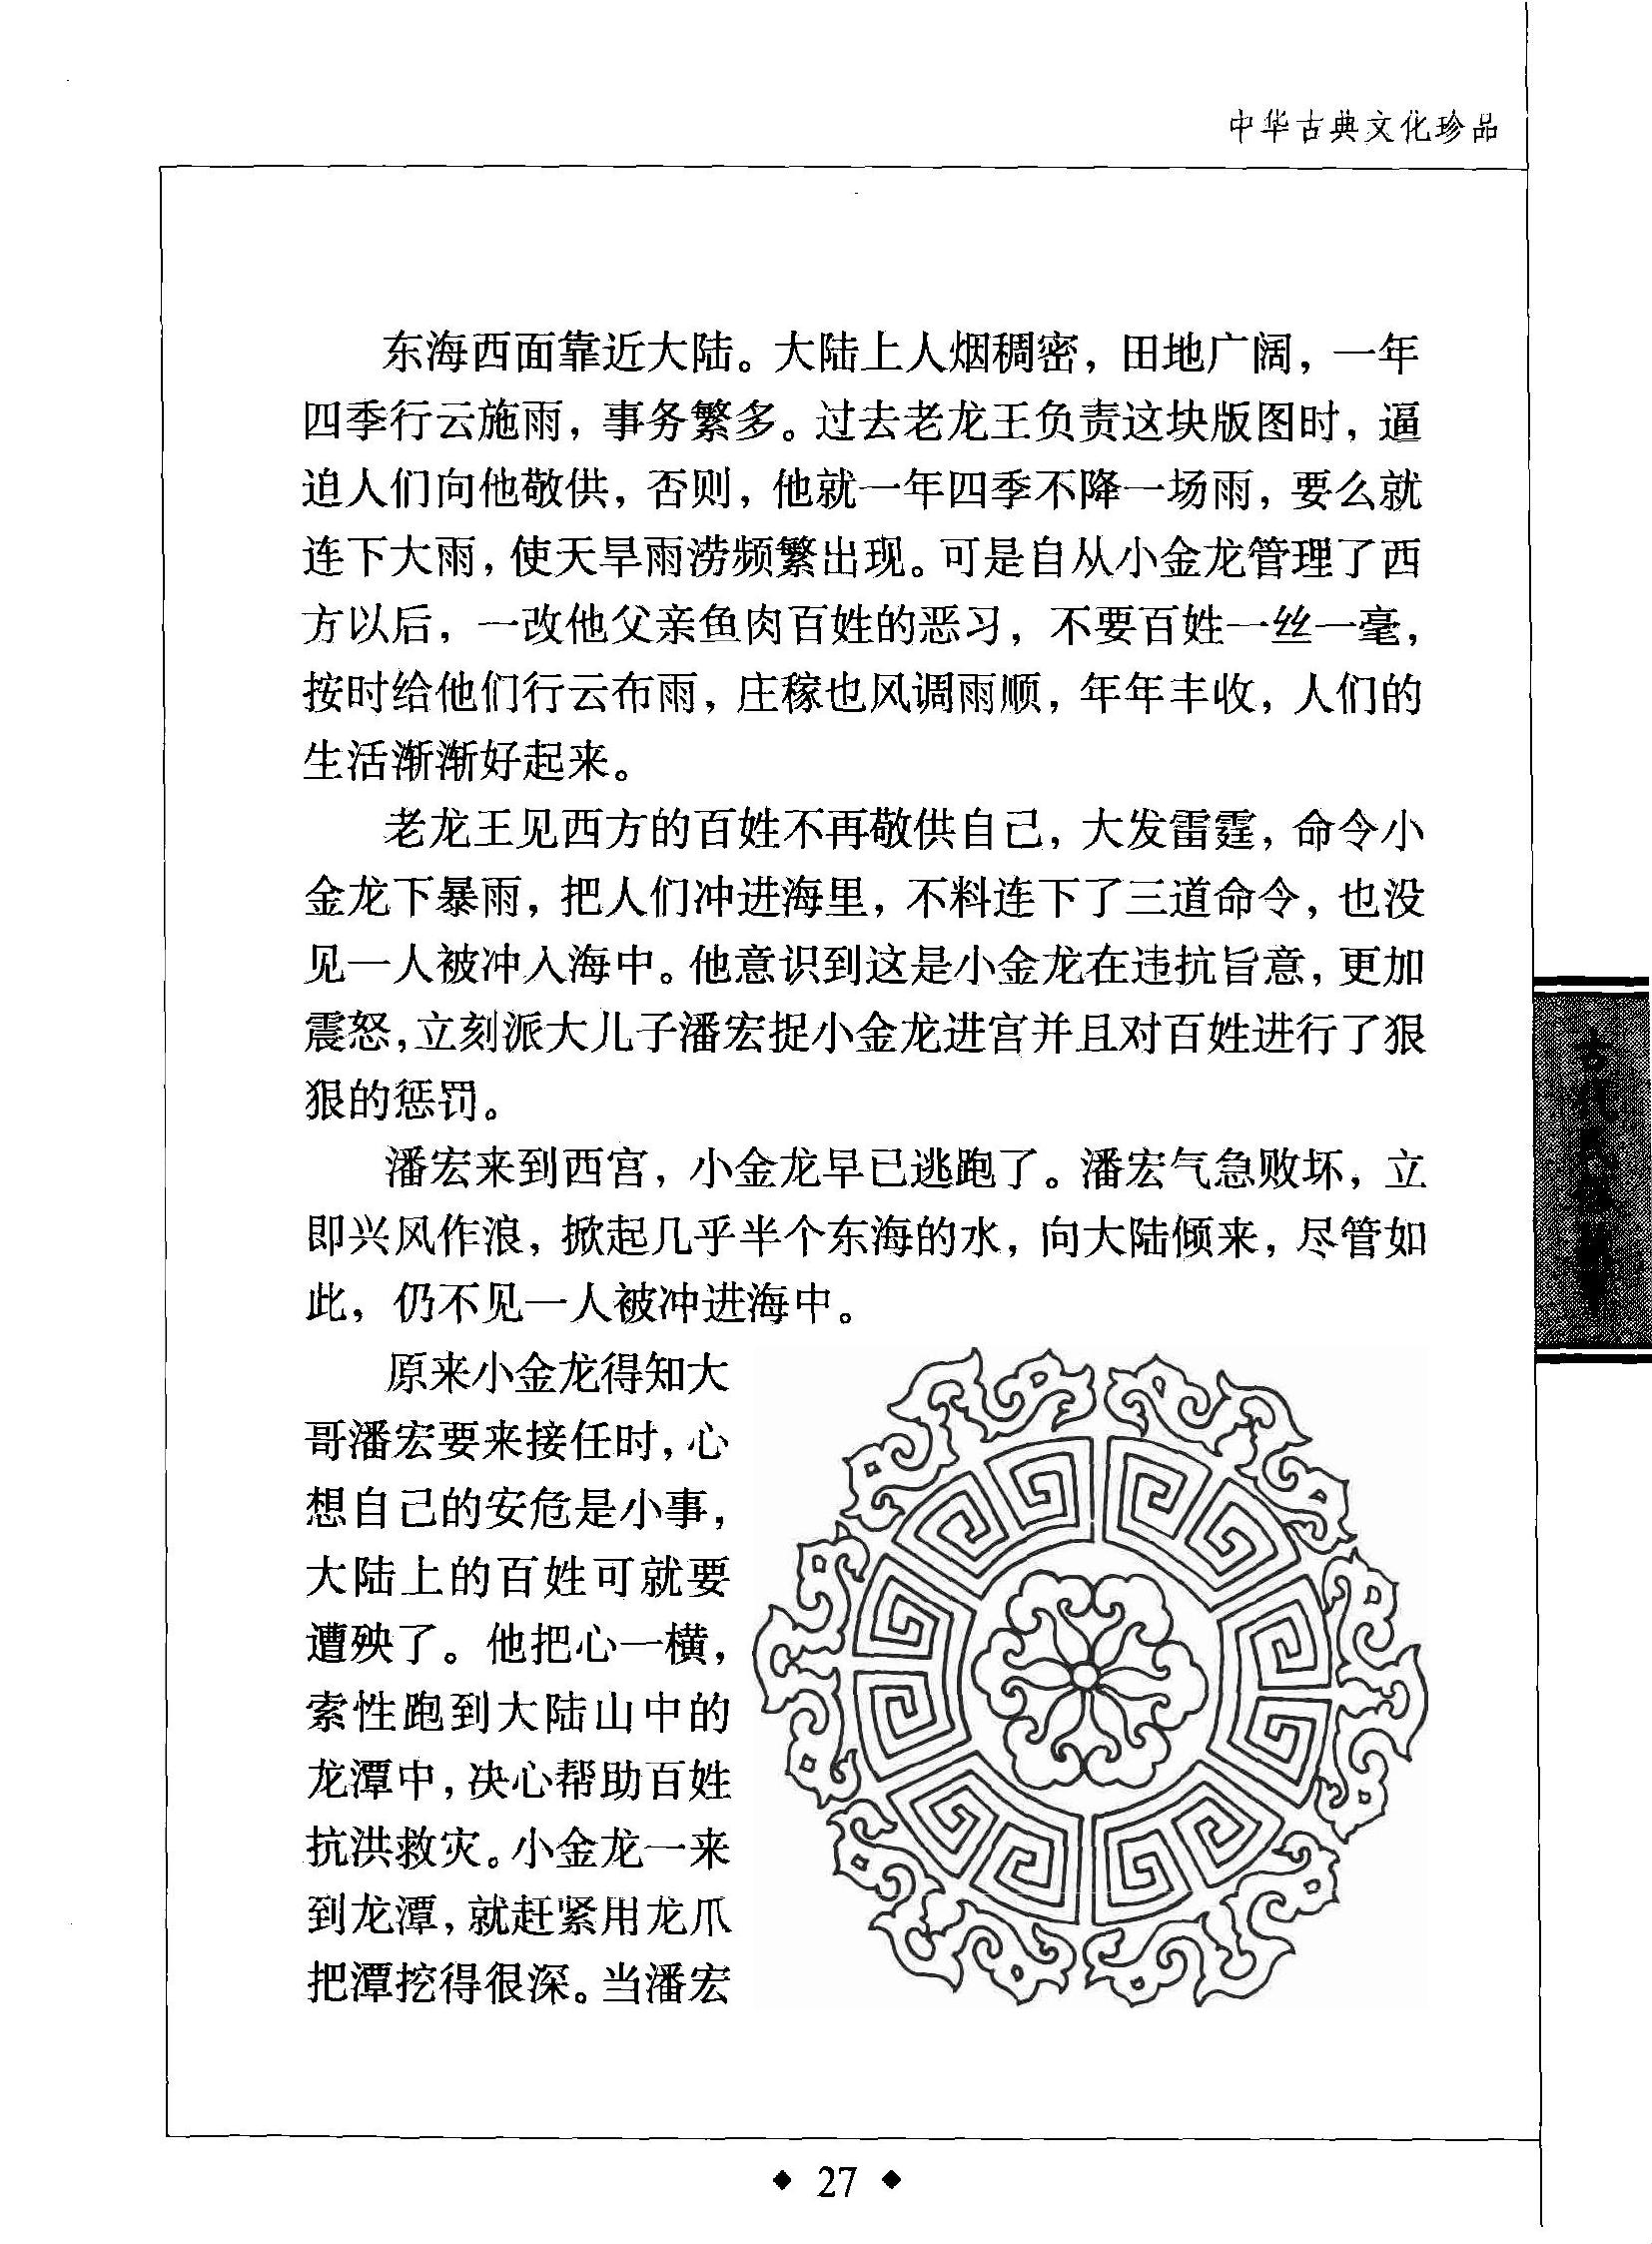 中华古典文化珍品
东海西面靠近大陆。大陆上人烟稠密，田地广阔，一年
四季行云施雨，事务繁多。过去老龙王负责这块版图时，逼
迫人们向他敬供，否则，他就一年四季不降一场雨，要么就
连下大雨，使天旱雨涝频繁出现。可是自从小金龙管理了西
方以后，一改他父亲鱼肉百姓的恶习，不要百姓一丝一毫，
按时给他们行云布雨，庄稼也风调雨顺，年年丰收，人们的
生活渐渐好起来。
老龙王见西方的百姓不再敬供自己，大发雷霆，命令小
金龙下暴雨，把人们冲进海里，不料连下了三道命令，也没
见一人被冲入海中。他意识到这是小金龙在违抗旨意，更加
震怒，立刻派大儿子潘宏捉小金龙进宫并且对百姓进行了狠
狠的惩罚。
潘宏来到西宫，小金龙早已逃跑了。潘宏气急败坏，立
即兴风作浪，掀起几乎半个东海的水，向大陆倾来，尽管如
此，仍不见一人被冲进海中。
原来小金龙得知大
哥潘宏要来接任时，心
想自己的安危是小事，
大陆上的百姓可就要
遭殃了。他把心一横，
索性跑到大陆山中的
龙潭中，决心帮助百姓
抗洪救灾。小金龙一来
到龙潭，就赶紧用龙爪
把潭挖得很深。当潘宏
古代民
◆ 27 ◆